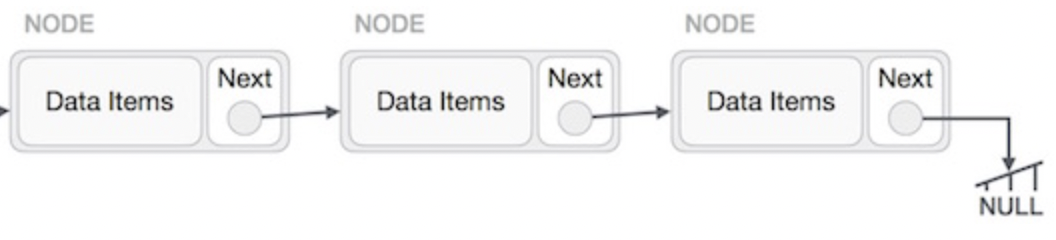 NODE
NODE
NODE
Data Items
Next
Data Items
Next
Data Items
Next
NULL